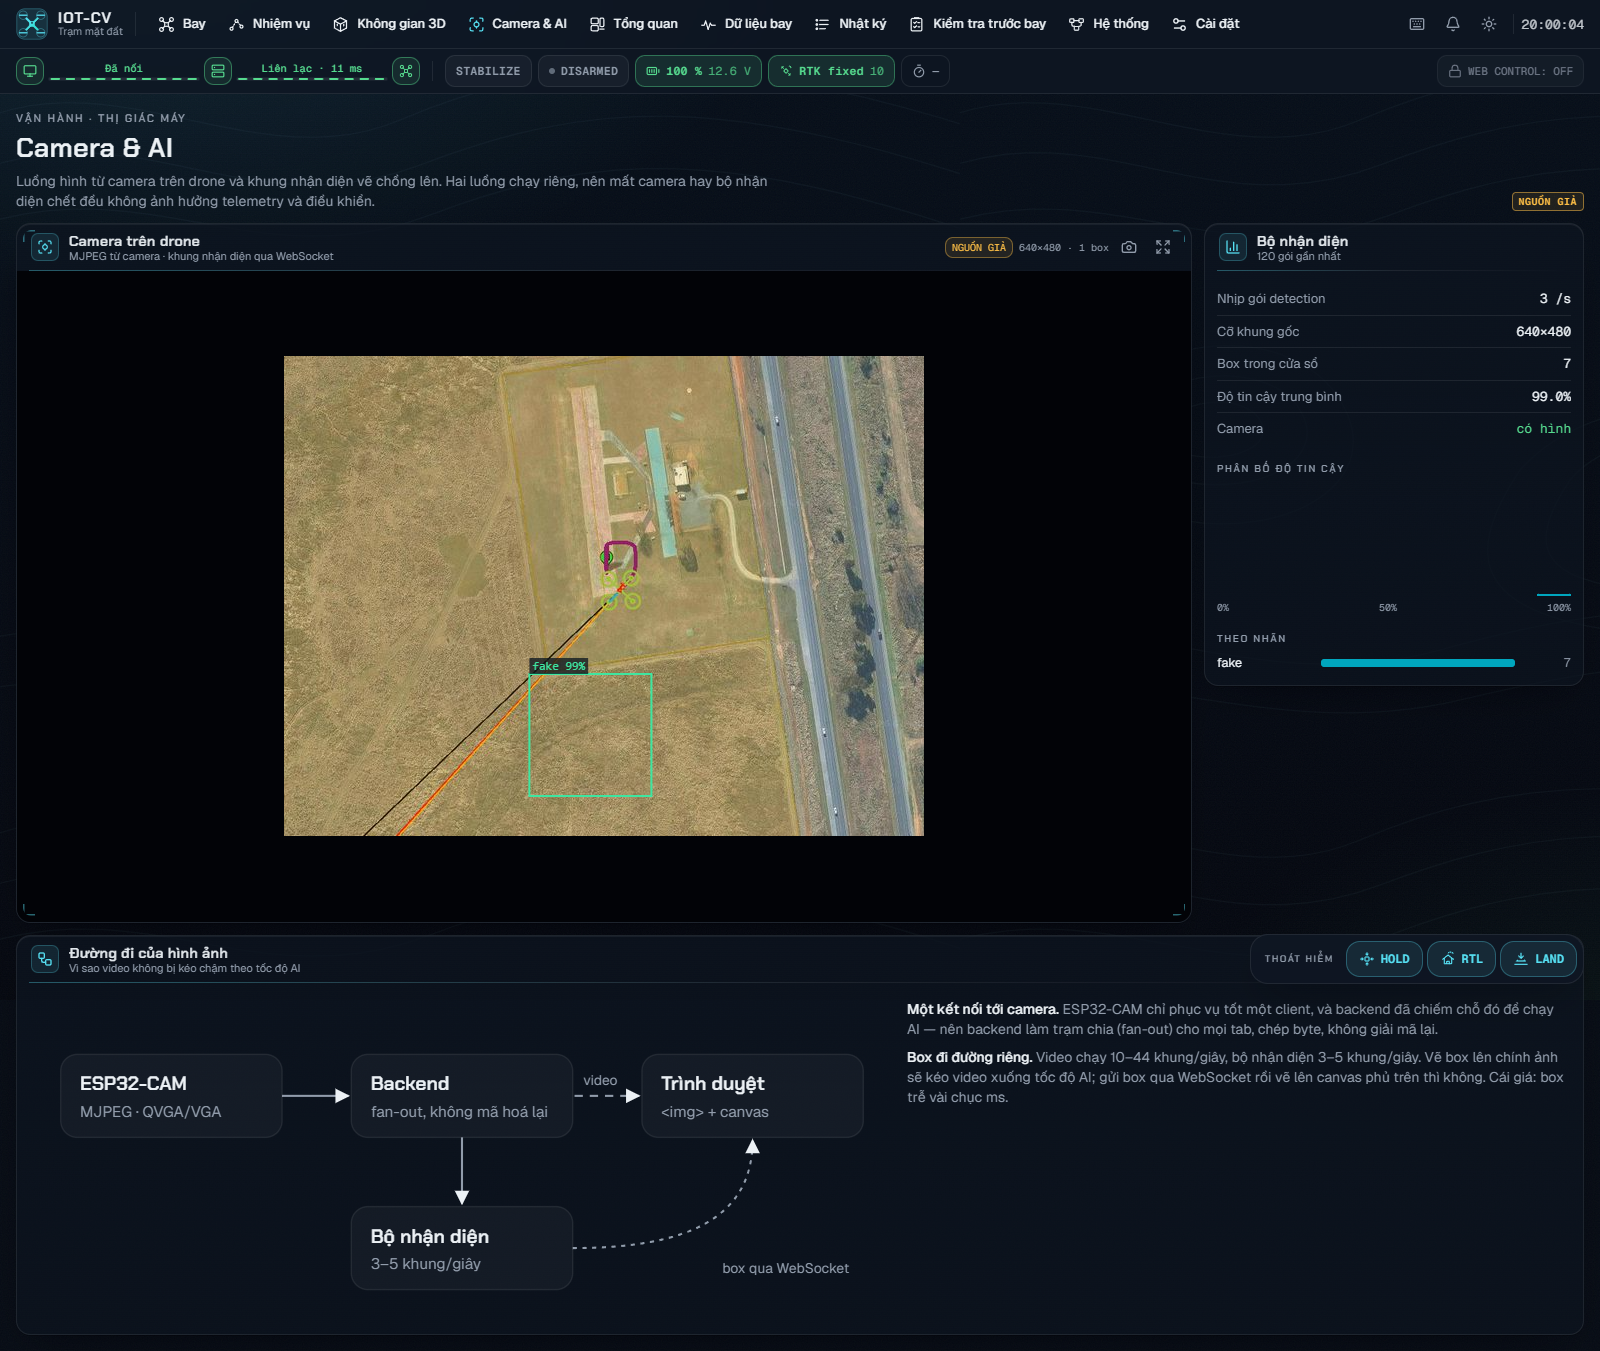 IOT-CV
Trạm mặt đất
Bay
Nhiệm vụ
Không gian 3D
Camera & AI
Tổng quan
Dữ liệu bay
Nhật ký
Kiểm tra trước bay
Hệ thống
Cài đặt
20:00:04
Đã nối
Liên lạc · 11 ms
STABILIZE
DISARMED
100 % 12.6 V
RTK fixed 10
–
WEB CONTROL: OFF
VẬN HÀNH · THỊ GIÁC MÁY
Camera & AI
Luồng hình từ camera trên drone và khung nhận diện vẽ chồng lên. Hai luồng chạy riêng, nên mất camera hay bộ nhận
diện chết đều không ảnh hưởng telemetry và điều khiển.
NGUỒN GIẢ
Camera trên drone
MJPEG từ camera · khung nhận diện qua WebSocket
NGUỒN GIẢ
640×480 · 1 box
fake 99%
Bộ nhận diện
120 gói gần nhất
Nhịp gói detection
3 /s
Cỡ khung gốc
640×480
Box trong cửa sổ
7
Độ tin cậy trung bình
99.0%
Camera
có hình
PHÂN BỐ ĐỘ TIN CẬY
0%
50%
100%
THEO NHÃN
fake
7
Đường đi của hình ảnh
Vì sao video không bị kéo chậm theo tốc độ AI
THOÁT HIỂM
HOLD
RTL
LAND
ESP32-CAM
MJPEG · QVGA/VGA
Backend
fan-out, không mã hoá lại
video
Trình duyệt
<img> + canvas
Bộ nhận diện
3–5 khung/giây
box qua WebSocket
Một kết nối tới camera. ESP32-CAM chỉ phục vụ tốt một client, và backend đã chiếm chỗ đó để chạy
AI — nên backend làm trạm chia (fan-out) cho mọi tab, chép byte, không giải mã lại.
Box đi đường riêng. Video chạy 10–44 khung/giây, bộ nhận diện 3–5 khung/giây. Vẽ box lên chính ảnh
sẽ kéo video xuống tốc độ AI; gửi box qua WebSocket rồi vẽ lên canvas phủ trên thì không. Cái giá: box
trễ vài chục ms.